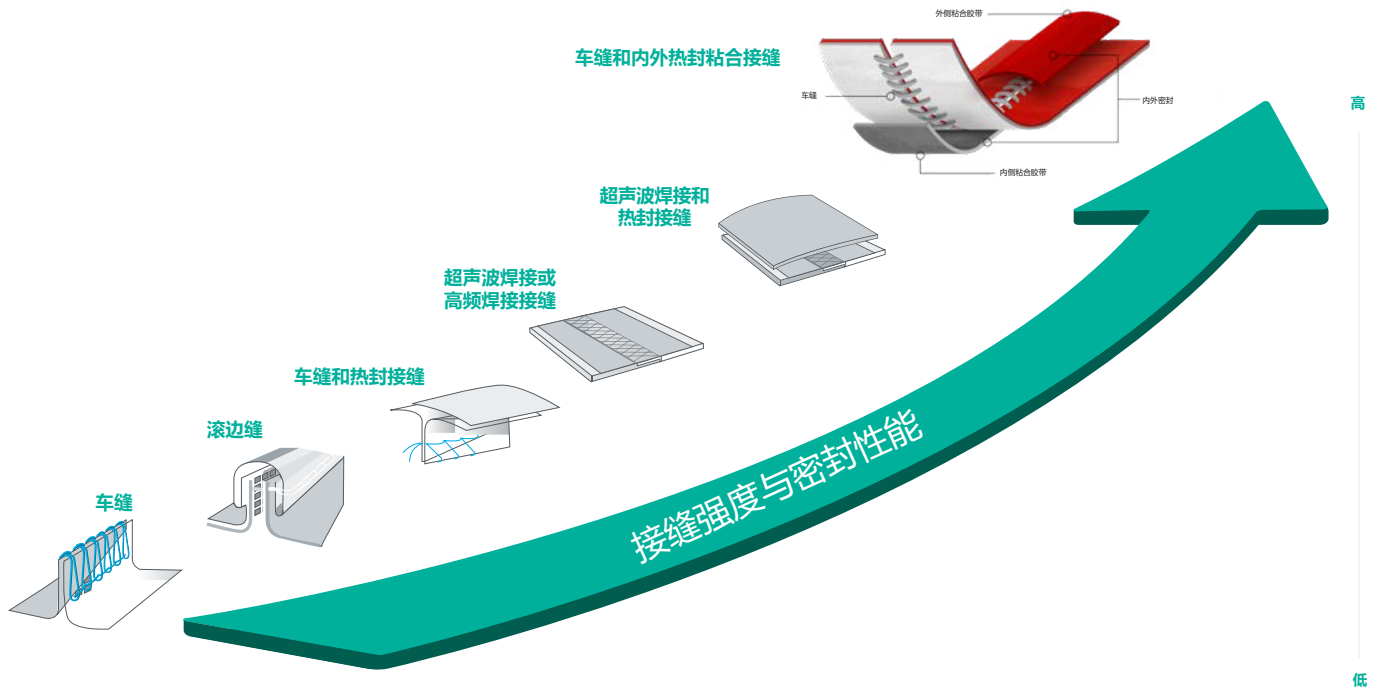 外侧粘合胶带
车缝和内外热封粘合接缝
车缝
内外密封
高
内侧粘合胶带
超声波焊接和
热封接缝
超声波焊接或
高频焊接接缝
车缝和热封接缝
滚边缝
接缝强度与密封性能
车缝
低